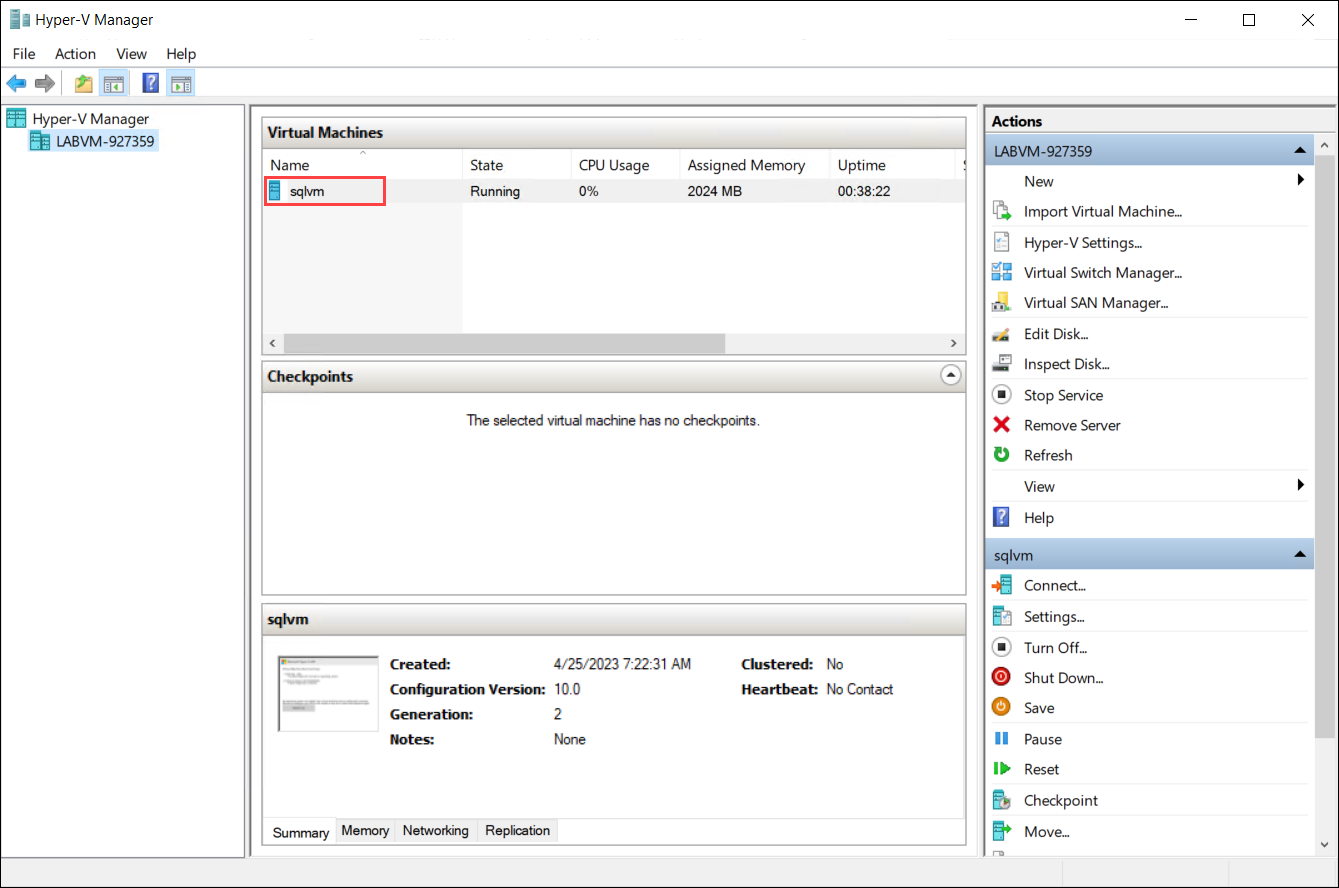 Hyper-V Manager
File Action View Help
Hyper-V Manager
LABVM-927359
Virtual Machines
Name State CPU Usage Assigned Memory Uptime
sqlvm Running 0% 2024 MB 00:38:22
Checkpoints
The selected virtual machine has no checkpoints.
sqlvm
Created: 4/25/2023 7:22:31 AM Clustered: No
Configuration Version: 10.0 Heartbeat: No Contact
Generation: 2
Notes: None
Summary Memory Networking Replication
Actions
LABVM-927359
New
Import Virtual Machine...
Hyper-V Settings...
Virtual Switch Manager...
Virtual SAN Manager...
Edit Disk...
Inspect Disk...
Stop Service
Remove Server
Refresh
View
Help
sqlvm
Connect...
Settings...
Turn Off...
Shut Down...
Save
Pause
Reset
Checkpoint
Move...